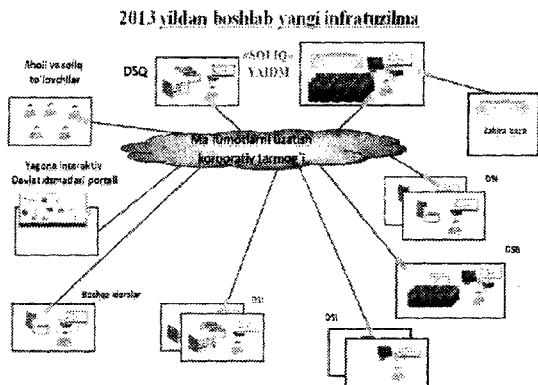 2013 yildan boshlab yangi infratuzilma
Aholi va soliq
to'lovchilar
DSQ
«SOLIQ»
YAIDM
Zahira baza
Ma'lumotlarni uzatish
korporativ tarmog'i
Yagona interaktiv
Davlat xizmatlari portali
DSI
DSB
Boshqa idoralar
DSI
DSI